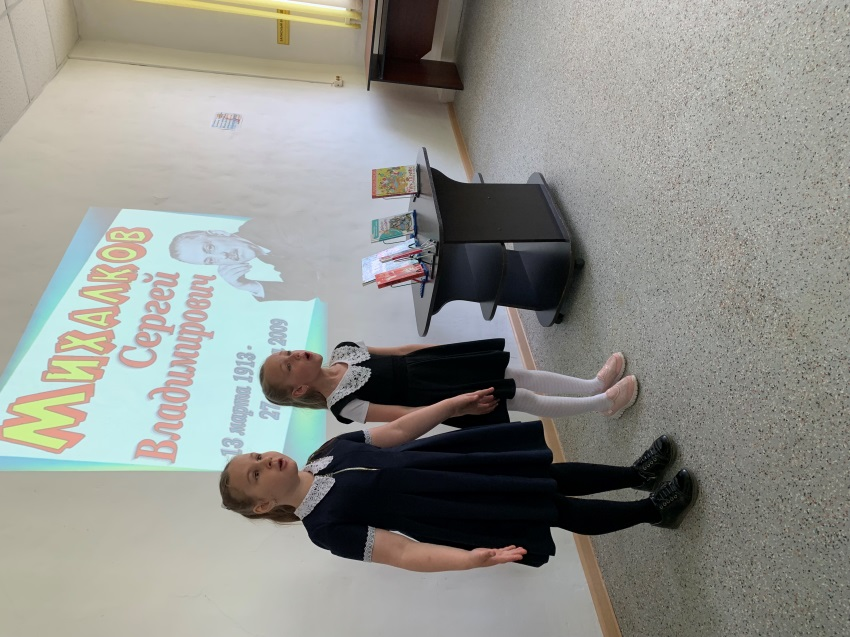 Михалков
Сергей
Владимирович
13 марта 1913 -
27 2009